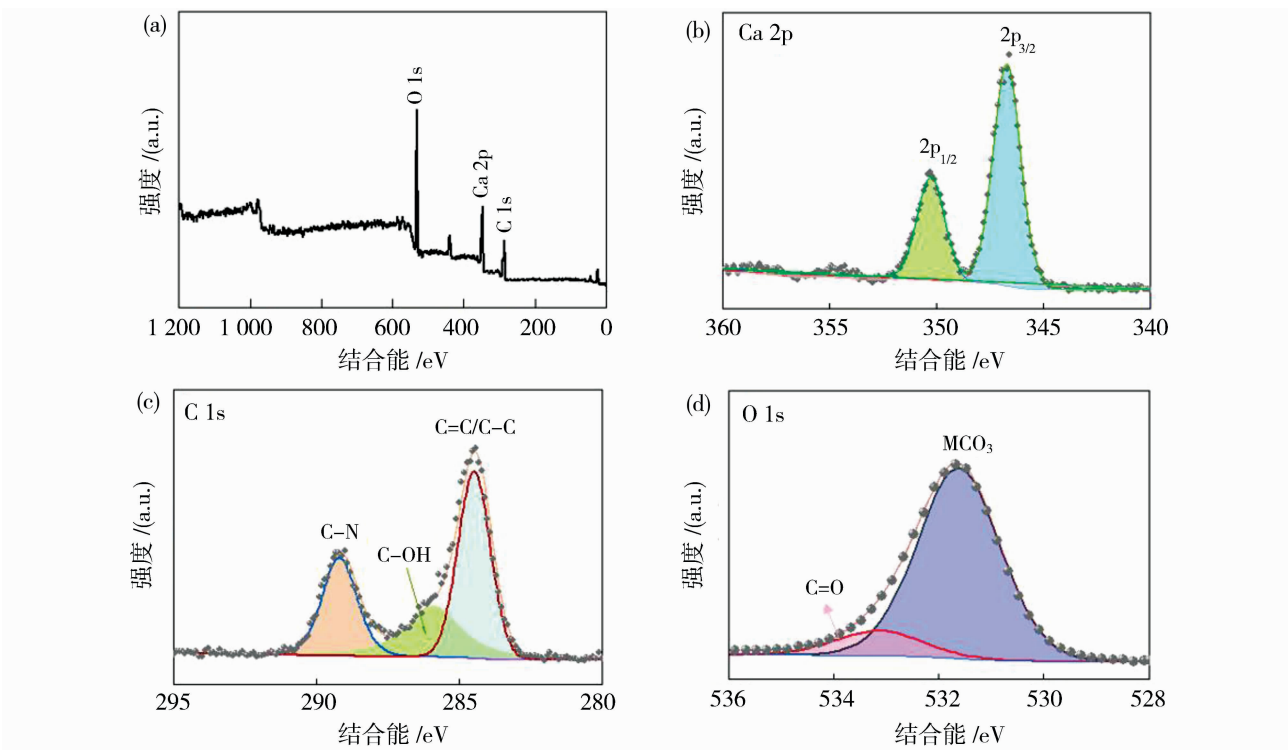 (a)
O 1s
Ca 2p
C 1s
强度 /(a.u.)
1 200 1 000 800 600 400 200 0
结合能 /eV
(b)
Ca 2p
2p3/2
2p1/2
强度 /(a.u.)
360 355 350 345 340
结合能 /eV
(c)
C 1s
C=C/C-C
C-N
C-OH
强度 /(a.u.)
295 290 285 280
结合能 /eV
(d)
O 1s
MCO3
C=O
强度 /(a.u.)
536 534 532 530 528
结合能 /eV